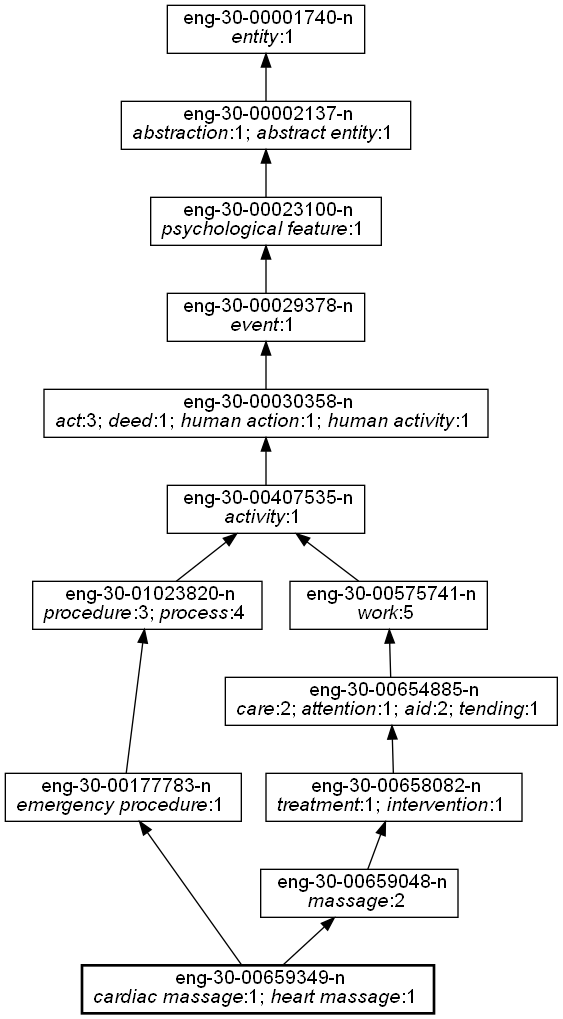 eng-30-00001740-n
entity:1
eng-30-00002137-n
abstraction:1; abstract entity:1
eng-30-00023100-n
psychological feature:1
eng-30-00029378-n
event:1
eng-30-00030358-n
act:3; deed:1; human action:1; human activity:1
eng-30-00407535-n
activity:1
eng-30-01023820-n
procedure:3; process:4
eng-30-00575741-n
work:5
eng-30-00654885-n
care:2; attention:1; aid:2; tending:1
eng-30-00177783-n
emergency procedure:1
eng-30-00658082-n
treatment:1; intervention:1
eng-30-00659048-n
massage:2
eng-30-00659349-n
cardiac massage:1; heart massage:1